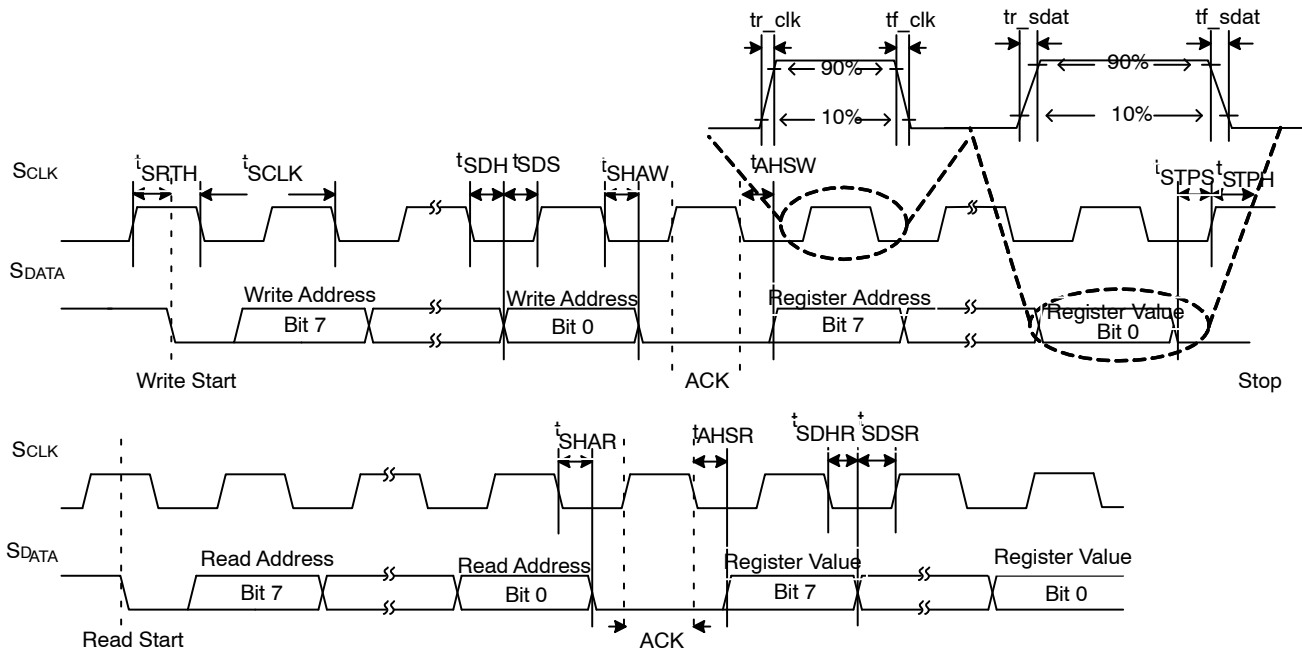 tr_clk tf_clk tr_sdat tf_sdat
90% 90%
10% 10%
SCLK tSRTH tSCLK tSDH tSDS tSHAW tAHSW tSTPS tSTPH
SDATA
Write Address Write Address Register Address Register Value
Bit 7 Bit 0 Bit 7 Bit 0
Write Start ACK Stop
SCLK tSHAR tAHSR tSDHR tSDSR
SDATA
Read Address Read Address Register Value Register Value
Bit 7 Bit 0 Bit 7 Bit 0
Read Start ACK